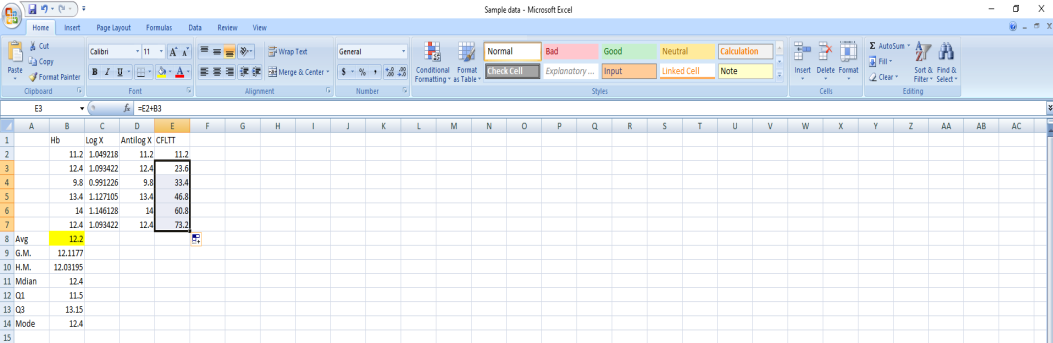 Sample data - Microsoft Excel
Home Insert Page Layout Formulas Data Review View
Paste Cut Copy Format Painter
Calibri 11 A A Wrap Text General Conditional Formatting Format as Table Normal Bad Good Neutral Calculation Insert Delete Format Σ AutoSum Fill Clear Sort & Filter Find & Select
B I U A Merge & Center $ % , Check Cell Explanatory ... Input Linked Cell Note
Clipboard Font Alignment Number Styles Cells Editing
E3 fx =E2+B3
A B C D E F G H I J K L M N O P Q R S T U V W X Y Z AA AB AC
1 Hb Log X Antilog X CFLTT
2 11.2 1.049218 11.2 11.2
3 12.4 1.093422 12.4 23.6
4 9.8 0.991226 9.8 33.4
5 13.4 1.127105 13.4 46.8
6 14 1.146128 14 60.8
7 12.4 1.093422 12.4 73.2
8 Avg 12.2
9 G.M. 12.1177
10 H.M. 12.03195
11 Mdian 12.4
12 Q1 11.5
13 Q3 13.15
14 Mode 12.4
15